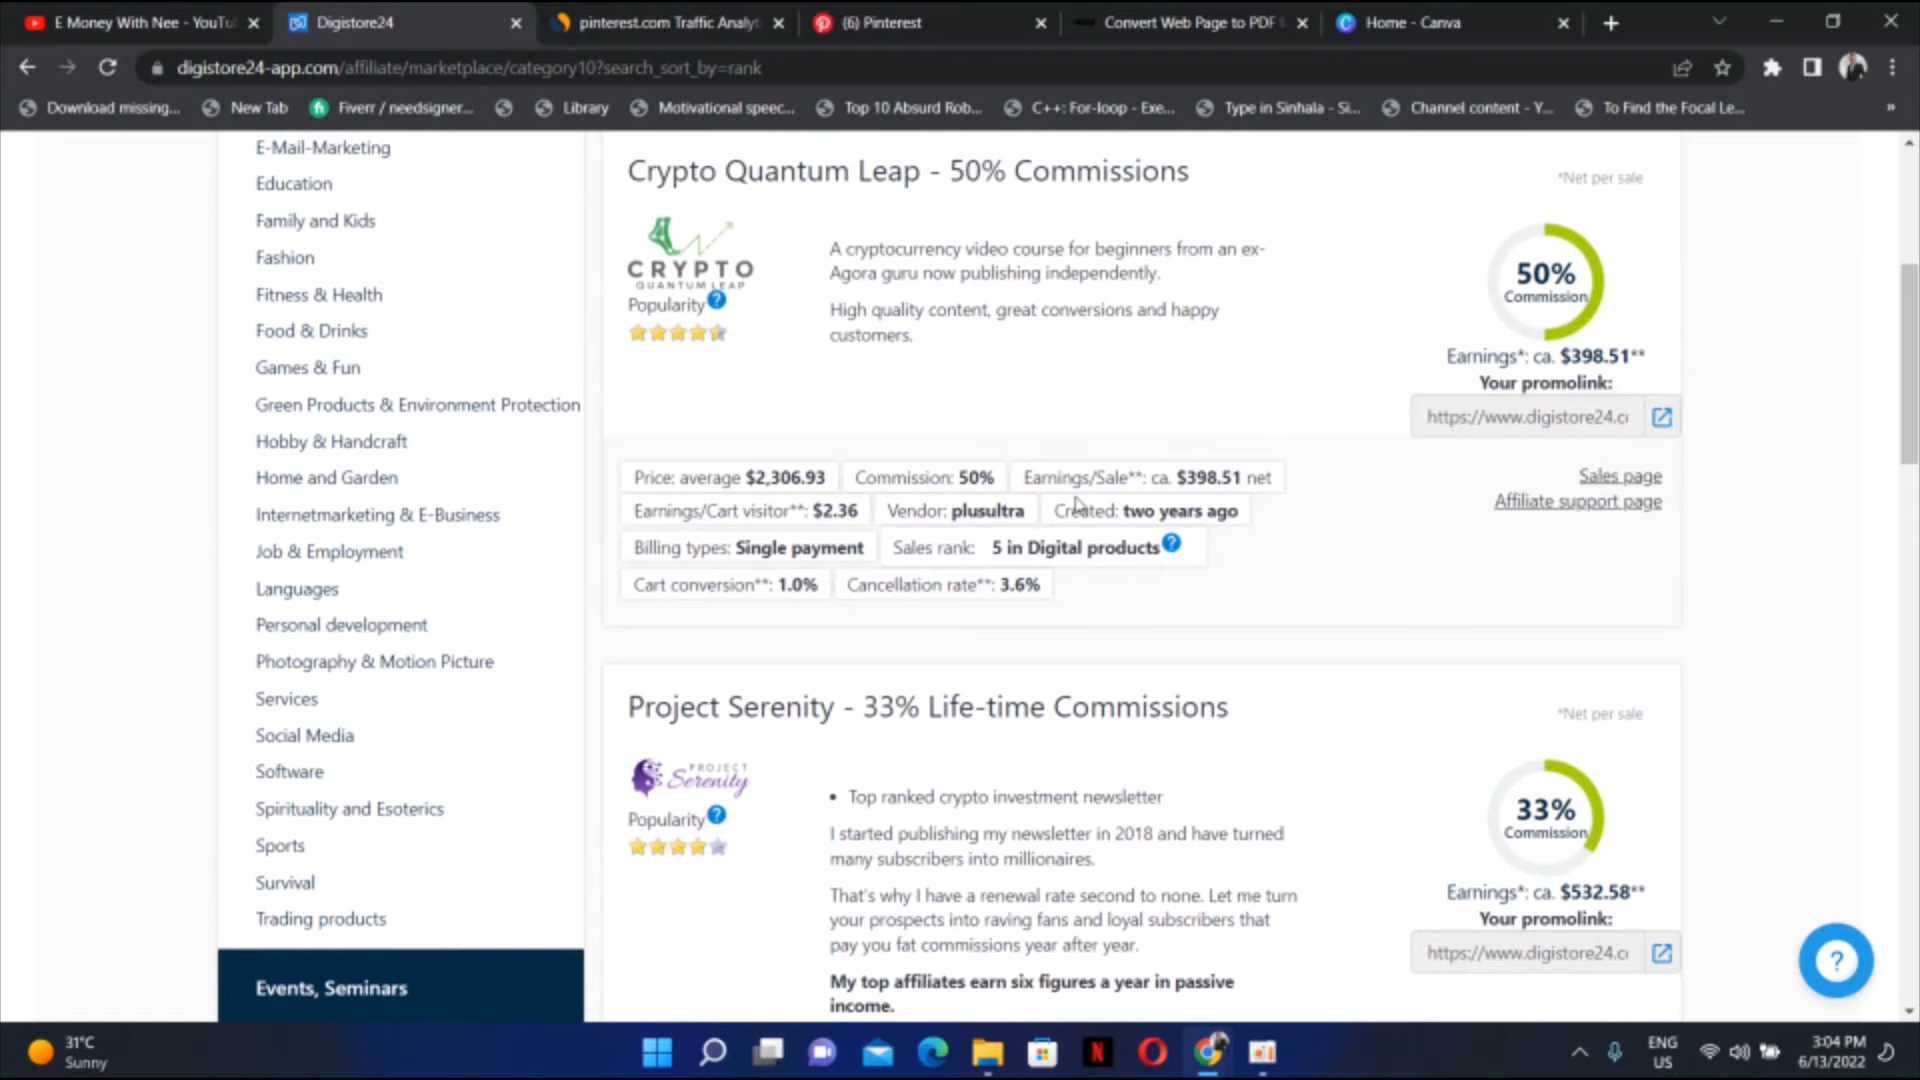 E Money With Nee - YouTu
Digistore24
pinterest.com Traffic Analyt
(6) Pinterest
Convert Web Page to PDF
Home - Canva
digistore24-app.com/affiliate/marketplace/category10?search_sort_by=rank
Download missing...
New Tab
Fiverr / needsigner...
Library
Motivational speec...
Top 10 Absurd Rob...
C++: For-loop - Exe...
Type in Sinhala - Si...
Channel content - Y...
To Find the Focal Le...
E-Mail-Marketing
Education
Family and Kids
Fashion
Fitness & Health
Food & Drinks
Games & Fun
Green Products & Environment Protection
Hobby & Handcraft
Home and Garden
Internetmarketing & E-Business
Job & Employment
Languages
Personal development
Photography & Motion Picture
Services
Social Media
Software
Spirituality and Esoterics
Sports
Survival
Trading products
Events, Seminars
Crypto Quantum Leap - 50% Commissions
*Net per sale
CRYPTO
QUANTUM LEAP
Popularity ?
A cryptocurrency video course for beginners from an ex-
Agora guru now publishing independently.
High quality content, great conversions and happy
customers.
50%
Commission
Earnings*: ca. $398.51**
Your promolink:
https://www.digistore24.c
Price: average $2,306.93
Commission: 50%
Earnings/Sale**: ca. $398.51 net
Earnings/Cart visitor**: $2.36
Vendor: plusultra
Created: two years ago
Billing types: Single payment
Sales rank: 5 in Digital products ?
Cart conversion**: 1.0%
Cancellation rate**: 3.6%
Sales page
Affiliate support page
Project Serenity - 33% Life-time Commissions
*Net per sale
PROJECT
Serenity
Popularity ?
• Top ranked crypto investment newsletter
I started publishing my newsletter in 2018 and have turned
many subscribers into millionaires.
That's why I have a renewal rate second to none. Let me turn
your prospects into raving fans and loyal subscribers that
pay you fat commissions year after year.
My top affiliates earn six figures a year in passive
income.
33%
Commission
Earnings*: ca. $532.58**
Your promolink:
https://www.digistore24.c
?
31°C
Sunny
ENG
US
3:04 PM
6/13/2022